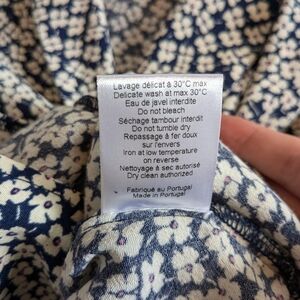 Lavage délicat à 30°C max
Delicate wash at max 30°C
Eau de javel interdite
Do not bleach
Séchage tambour interdit
Do not tumble dry
Repassage à fer doux
sur l'envers
Iron at low temperature
on reverse
Nettoyage à sec autorisé
Dry clean authorized
Fabriqué au Portugal
Made in Portugal